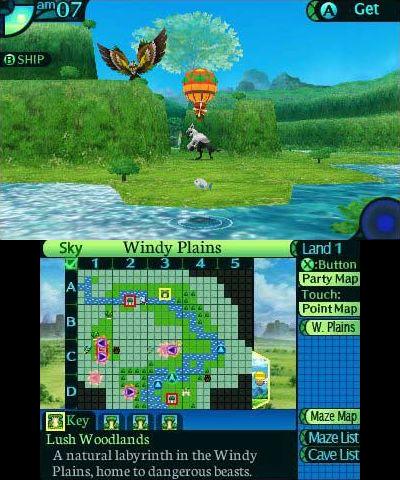 am07
A Get
B SHIP
Sky Windy Plains Land 1
1 2 3 4 5
A
B
C
D
X:Button
Party Map
Touch:
Point Map
W. Plains
Key
Lush Woodlands
A natural labyrinth in the Windy
Plains, home to dangerous beasts.
Maze Map
Maze List
Cave List